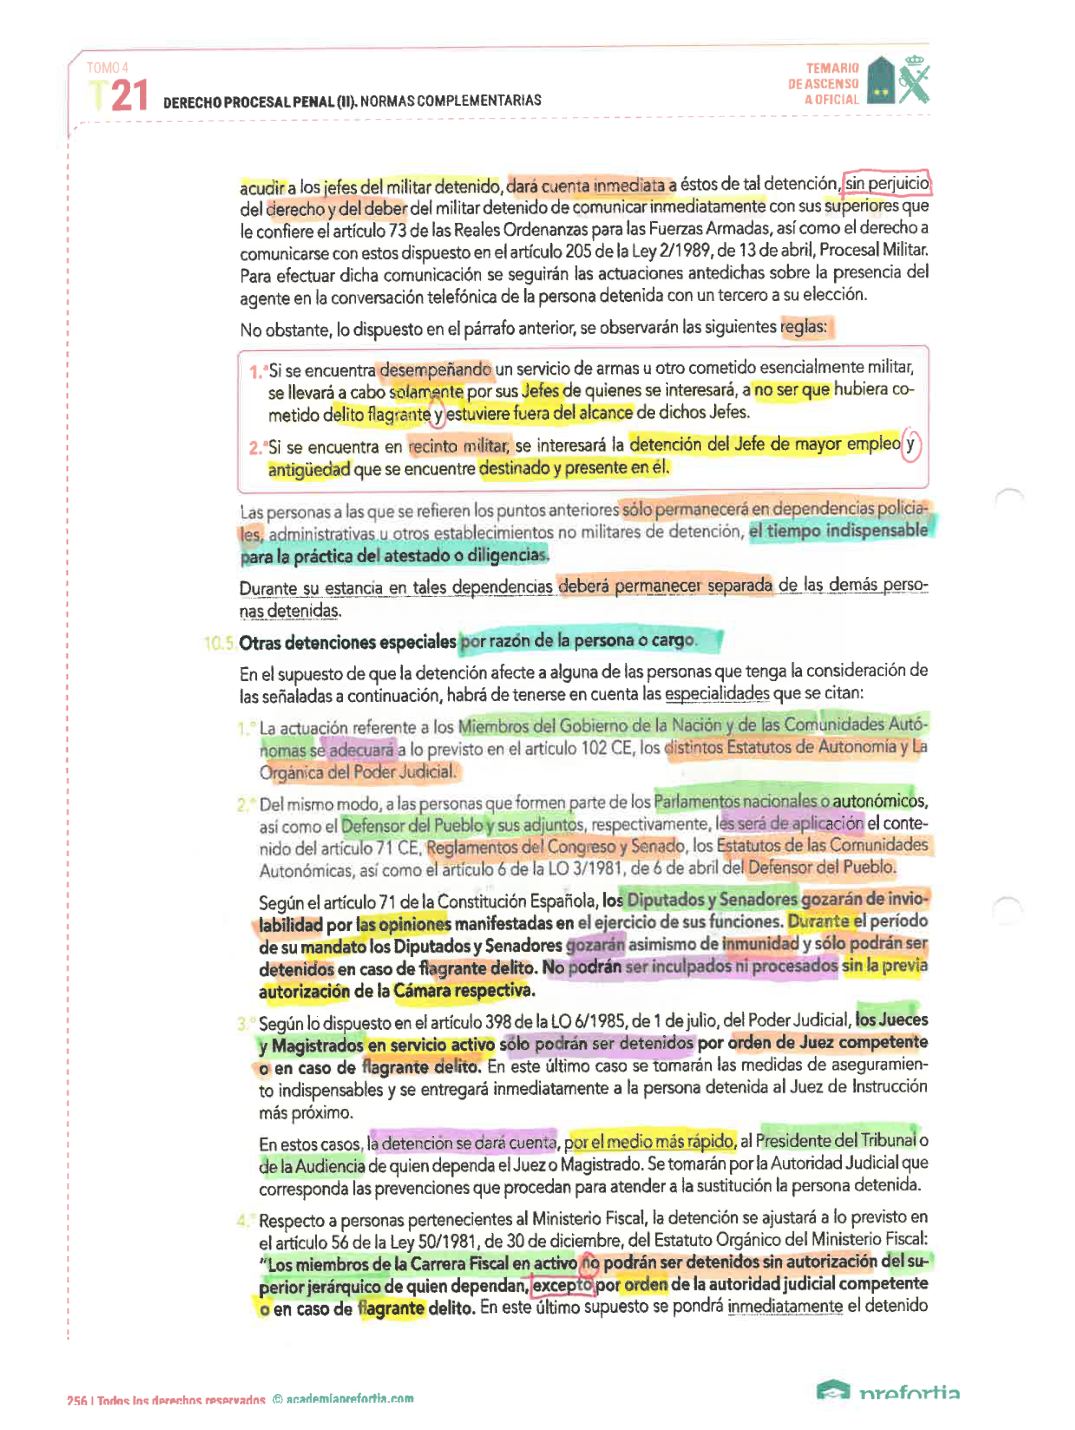 TOMO 4
T21 DERECHO PROCESAL PENAL (II). NORMAS COMPLEMENTARIAS
TEMARIO
DE ASCENSO
A OFICIAL
acudir a los jefes del militar detenido, dará cuenta inmediata a éstos de tal detención, sin perjuicio
del derecho y del deber del militar detenido de comunicar inmediatamente con sus superiores que
le confiere el artículo 73 de las Reales Ordenanzas para las Fuerzas Armadas, así como el derecho a
comunicarse con estos dispuesto en el artículo 205 de la Ley 2/1989, de 13 de abril, Procesal Militar.
Para efectuar dicha comunicación se seguirán las actuaciones antedichas sobre la presencia del
agente en la conversación telefónica de la persona detenida con un tercero a su elección.
No obstante, lo dispuesto en el párrafo anterior, se observarán las siguientes reglas:
1.ª Si se encuentra desempeñando un servicio de armas u otro cometido esencialmente militar,
se llevará a cabo solamente por sus Jefes de quienes se interesará, a no ser que hubiera co-
metido delito flagrante y estuviere fuera del alcance de dichos Jefes.
2.ª Si se encuentra en recinto militar, se interesará la detención del Jefe de mayor empleo y
antigüedad que se encuentre destinado y presente en él.
Las personas a las que se refieren los puntos anteriores sólo permanecerá en dependencias policia-
les, administrativas u otros establecimientos no militares de detención, el tiempo indispensable
para la práctica del atestado o diligencias.
Durante su estancia en tales dependencias deberá permanecer separada de las demás perso-
nas detenidas.
10.5. Otras detenciones especiales por razón de la persona o cargo.
En el supuesto de que la detención afecte a alguna de las personas que tenga la consideración de
las señaladas a continuación, habrá de tenerse en cuenta las especialidades que se citan:
1.º La actuación referente a los Miembros del Gobierno de la Nación y de las Comunidades Autó-
nomas se adecuará a lo previsto en el artículo 102 CE, los distintos Estatutos de Autonomía y La
Orgánica del Poder Judicial.
2.º Del mismo modo, a las personas que formen parte de los Parlamentos nacionales o autonómicos,
así como el Defensor del Pueblo y sus adjuntos, respectivamente, les será de aplicación el conte-
nido del artículo 71 CE, Reglamentos del Congreso y Senado, los Estatutos de las Comunidades
Autonómicas, así como el artículo 6 de la LO 3/1981, de 6 de abril del Defensor del Pueblo.
Según el artículo 71 de la Constitución Española, los Diputados y Senadores gozarán de invio-
labilidad por las opiniones manifestadas en el ejercicio de sus funciones. Durante el período
de su mandato los Diputados y Senadores gozarán asimismo de inmunidad y sólo podrán ser
detenidos en caso de flagrante delito. No podrán ser inculpados ni procesados sin la previa
autorización de la Cámara respectiva.
3.º Según lo dispuesto en el artículo 398 de la LO 6/1985, de 1 de julio, del Poder Judicial, los Jueces
y Magistrados en servicio activo sólo podrán ser detenidos por orden de Juez competente
o en caso de flagrante delito. En este último caso se tomarán las medidas de aseguramien-
to indispensables y se entregará inmediatamente a la persona detenida al Juez de Instrucción
más próximo.
En estos casos, la detención se dará cuenta, por el medio más rápido, al Presidente del Tribunal o
de la Audiencia de quien dependa el Juez o Magistrado. Se tomarán por la Autoridad Judicial que
corresponda las prevenciones que procedan para atender a la sustitución la persona detenida.
4.º Respecto a personas pertenecientes al Ministerio Fiscal, la detención se ajustará a lo previsto en
el artículo 56 de la Ley 50/1981, de 30 de diciembre, del Estatuto Orgánico del Ministerio Fiscal:
"Los miembros de la Carrera Fiscal en activo no podrán ser detenidos sin autorización del su-
perior jerárquico de quien dependan, excepto por orden de la autoridad judicial competente
o en caso de flagrante delito. En este último supuesto se pondrá inmediatamente el detenido
256 | Todos los derechos reservados © academiaprefortia.com
prefortia